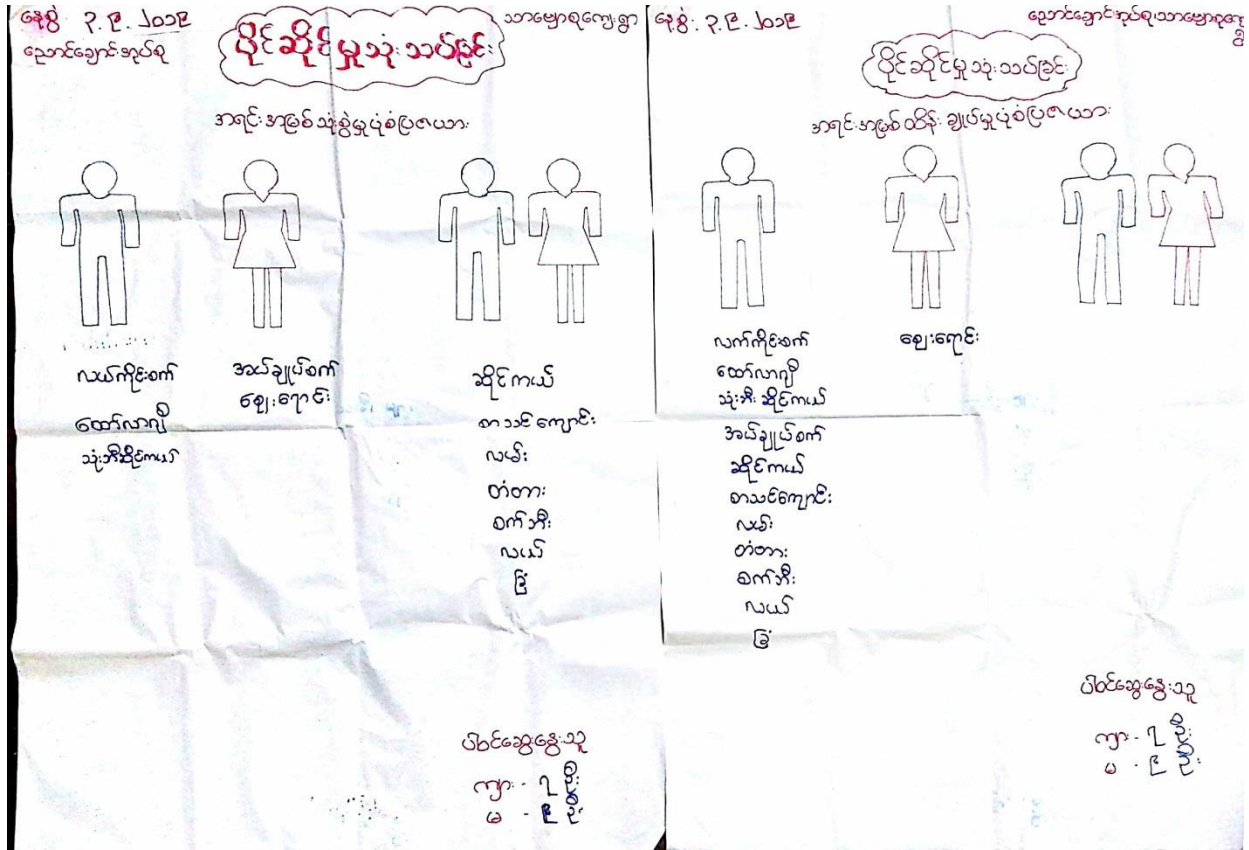 နေ့စွဲ ၃.၉.၂၀၁၉
သာဗျောစုကျေးရွာ
ညောင်ချောင်းအုပ်စု
ပိုင်ဆိုင်မှုသုံးသပ်ခြင်း
အရင်းအမြစ်သုံးစွဲမှုပုံစံပြဇယား
လယ်ကိုင်းစက်
ထော်လာဂျီ
သုံးဘီးဆိုင်ကယ်
အပ်ချုပ်စက်
ဈေးရောင်း
ဆိုင်ကယ်
စာသင်ကျောင်း
လမ်း
တံတား
စက်ဘီး
လယ်
ခြံ
ပါဝင်ဆွေးနွေးသူ
ကျား - ၇ ဦး
မ - ၉ ဦး
နေ့စွဲ : ၃.၉.၂၀၁၉
ညောင်ချောင်းအုပ်စု၊သာဗျောစုကျေးရွာ
ပိုင်ဆိုင်မှုသုံးသပ်ခြင်း
အရင်းအမြစ်ထိန်းချုပ်မှုပုံစံပြဇယား
လက်ကိုင်းစက်
ထော်လာဂျီ
သုံးဘီးဆိုင်ကယ်
အပ်ချုပ်စက်
ဆိုင်ကယ်
စာသင်ကျောင်း
လမ်း
တံတား
စက်ဘီး
လယ်
ခြံ
ဈေးရောင်း
ပါဝင်ဆွေးနွေးသူ
ကျား - ၇ ဦး
မ - ၉ ဦး